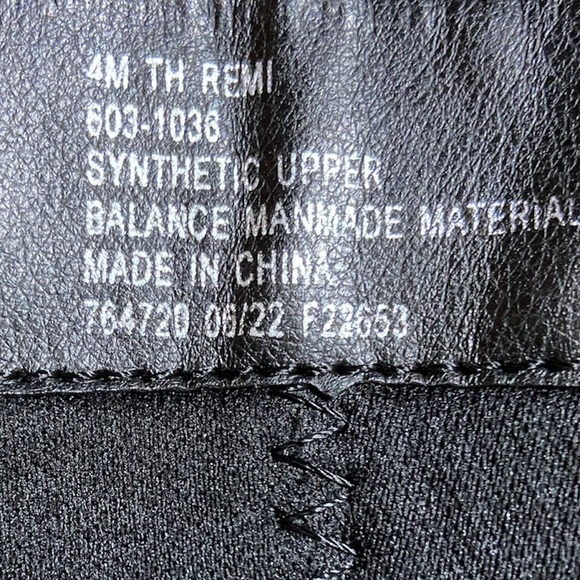 4M TH REMI
603-1036
SYNTHETIC UPPER
BALANCE MANMADE MATERIAL
MADE IN CHINA
764720 06/22 F22653